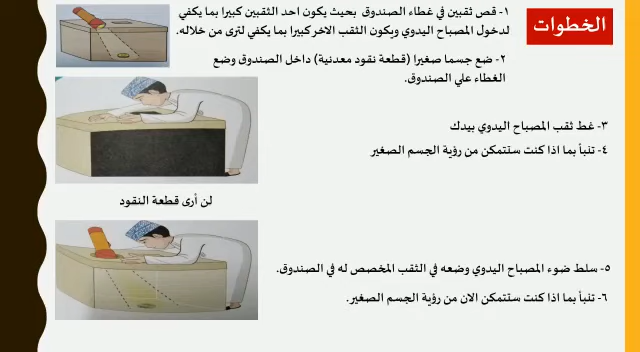 الخطوات
١- قص ثقبين في غطاء الصندوق بحيث يكون احد الثقبين كبيرا بما يكفي
لدخول المصباح اليدوي ويكون الثقب الاخر كبيرا بما يكفي لترى من خلاله.
٢- ضع جسما صغيرا (قطعة نقود معدنية) داخل الصندوق وضع
الغطاء علي الصندوق.
٣- غط ثقب المصباح اليدوي بيدك
٤- تنبأ بما اذا كنت ستتمكن من رؤية الجسم الصغير
لن أرى قطعة النقود
٥- سلط ضوء المصباح اليدوي وضعه في الثقب المخصص له في الصندوق.
٦- تنبأ بما اذا كنت ستتمكن الان من رؤية الجسم الصغير.